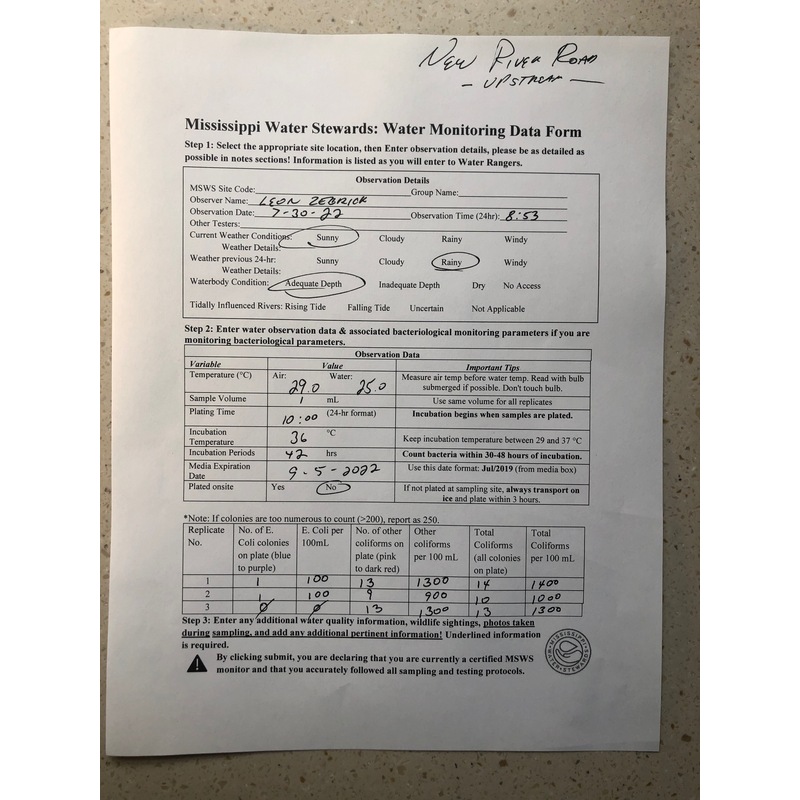 NEW RIVER ROAD
- UPSTREAM -
Mississippi Water Stewards: Water Monitoring Data Form
Step 1: Select the appropriate site location, then Enter observation details, please be as detailed as
possible in notes sections! Information is listed as you will enter to Water Rangers.
Observation Details
MSWS Site Code: Group Name:
Observer Name: LEON ZEBRICK
Observation Date: 7-30-22 Observation Time (24hr): 8:53
Other Testers:
Current Weather Conditions: Sunny Cloudy Rainy Windy
Weather Details:
Weather previous 24-hr: Sunny Cloudy Rainy Windy
Weather Details:
Waterbody Condition: Adequate Depth Inadequate Depth Dry No Access
Tidally Influenced Rivers: Rising Tide Falling Tide Uncertain Not Applicable
Step 2: Enter water observation data & associated bacteriological monitoring parameters if you are
monitoring bacteriological parameters.
Observation Data
Variable Value Important Tips
Temperature (°C) Air: 29.0 Water: 25.0 Measure air temp before water temp. Read with bulb
submerged if possible. Don't touch bulb.
Sample Volume 1 mL Use same volume for all replicates
Plating Time 10:00 (24-hr format) Incubation begins when samples are plated.
Incubation
Temperature 36 °C Keep incubation temperature between 29 and 37 °C
Incubation Periods 42 hrs Count bacteria within 30-48 hours of incubation.
Media Expiration
Date 9-5-2022 Use this date format: Jul/2019 (from media box)
Plated onsite Yes No If not plated at sampling site, always transport on
ice and plate within 3 hours.
*Note: If colonies are too numerous to count (>200), report as 250.
Replicate No. of E. E. Coli per No. of other Other Total Total
No. Coli colonies 100mL coliforms on coliforms Coliforms Coliforms
on plate (blue plate (pink per 100 mL (all colonies per 100 mL
to purple) to dark red) on plate)
1 1 100 13 1300 14 1400
2 1 100 9 900 10 1000
3 0 0 13 1300 13 1300
Step 3: Enter any additional water quality information, wildlife sightings, photos taken
during sampling, and add any additional pertinent information! Underlined information
is required.
By clicking submit, you are declaring that you are currently a certified MSWS
monitor and that you accurately followed all sampling and testing protocols.
MISSISSIPPI
WATER STEWARDS